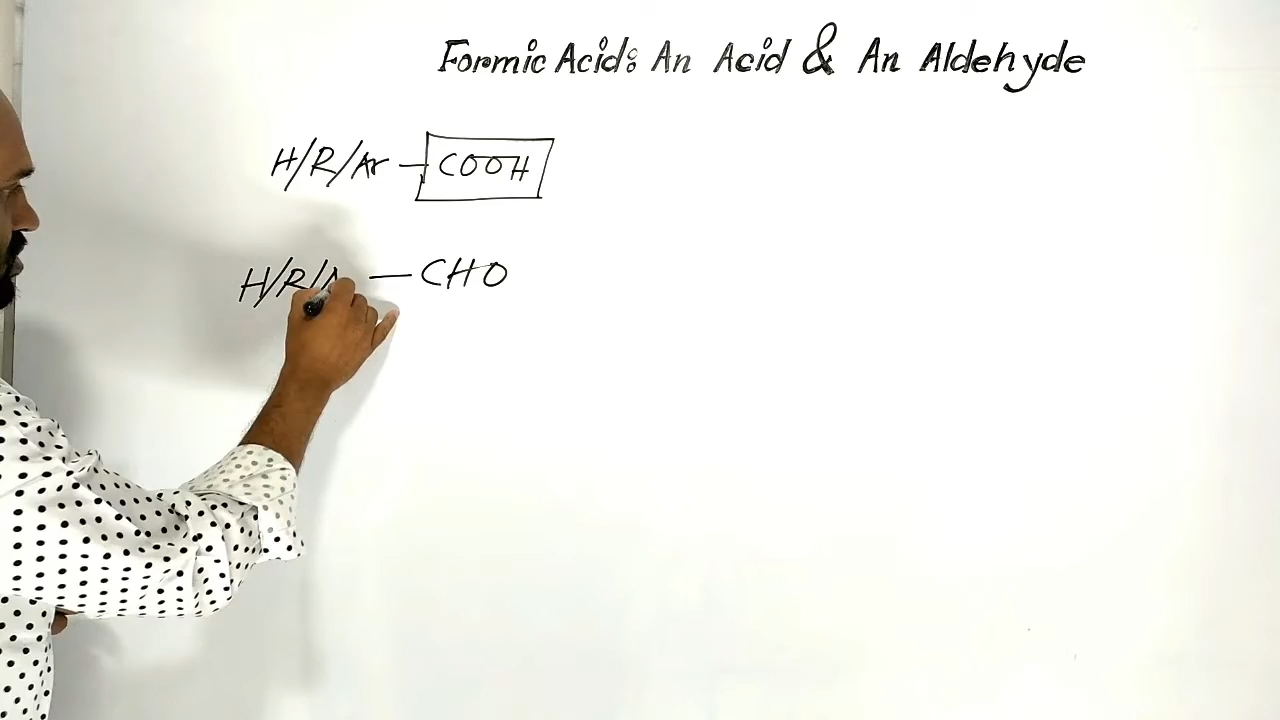 Formic Acid: An Acid & An Aldehyde
H/R/Ar — COOH
H/R/A — CHO